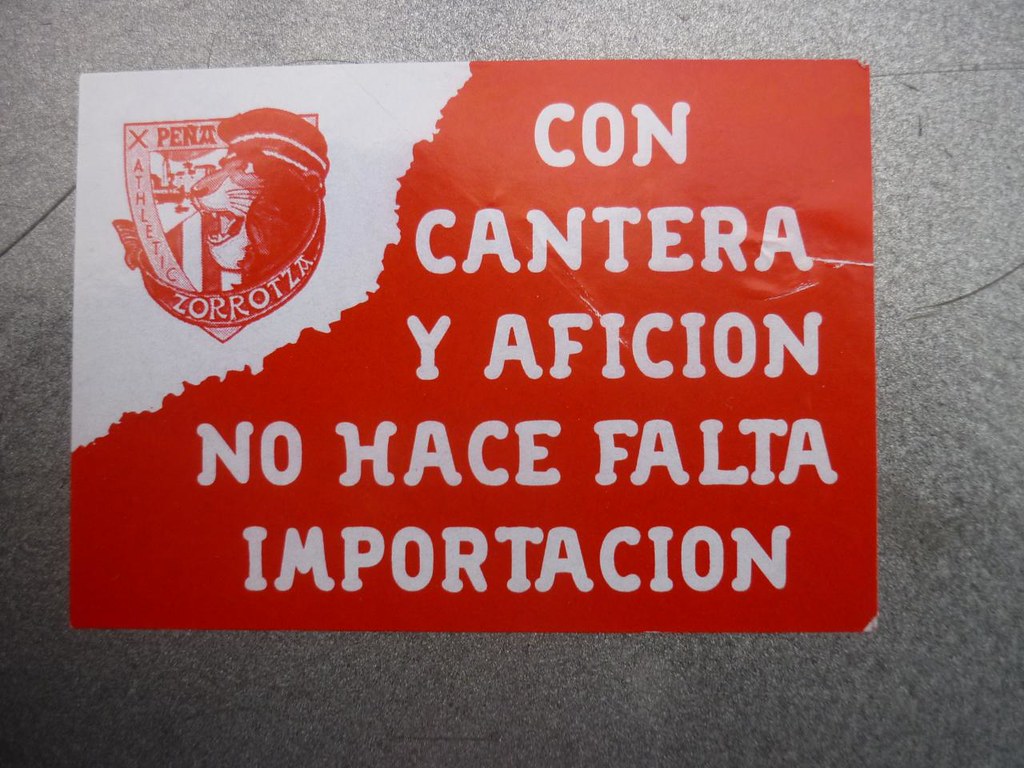 PEÑA
ATHLETIC
ZORROTZA
CON
CANTERA
Y AFICION
NO HACE FALTA
IMPORTACION